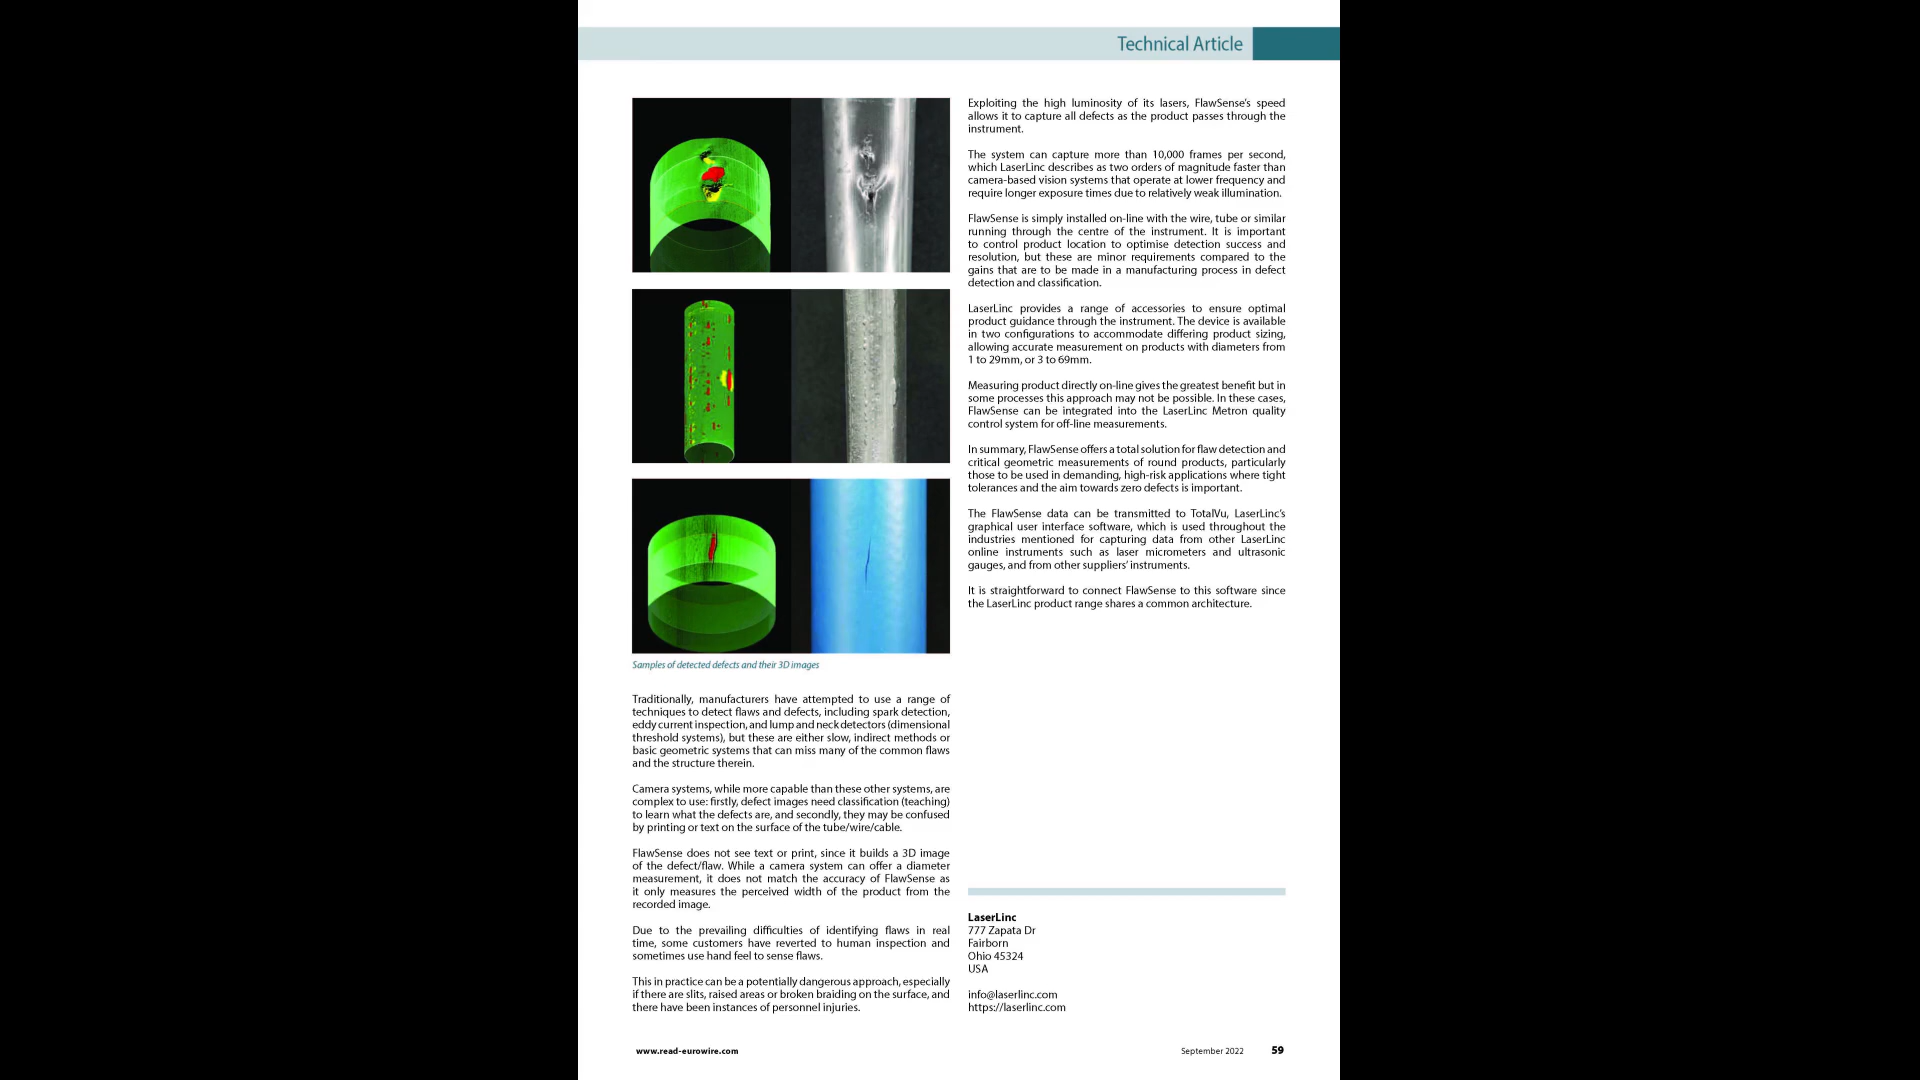 Technical Article
Samples of detected defects and their 3D images
Traditionally, manufacturers have attempted to use a range of
techniques to detect flaws and defects, including spark detection,
eddy current inspection, and lump and neck detectors (dimensional
threshold systems), but these are either slow, indirect methods or
basic geometric systems that can miss many of the common flaws
and the structure therein.
Camera systems, while more capable than these other systems, are
complex to use: firstly, defect images need classification (teaching)
to learn what the defects are, and secondly, they may be confused
by printing or text on the surface of the tube/wire/cable.
FlawSense does not see text or print, since it builds a 3D image
of the defect/flaw. While a camera system can offer a diameter
measurement, it does not match the accuracy of FlawSense as
it only measures the perceived width of the product from the
recorded image.
Due to the prevailing difficulties of identifying flaws in real
time, some customers have reverted to human inspection and
sometimes use hand feel to sense flaws.
This in practice can be a potentially dangerous approach, especially
if there are slits, raised areas or broken braiding on the surface, and
there have been instances of personnel injuries.
Exploiting the high luminosity of its lasers, FlawSense's speed
allows it to capture all defects as the product passes through the
instrument.
The system can capture more than 10,000 frames per second,
which LaserLinc describes as two orders of magnitude faster than
camera-based vision systems that operate at lower frequency and
require longer exposure times due to relatively weak illumination.
FlawSense is simply installed on-line with the wire, tube or similar
running through the centre of the instrument. It is important
to control product location to optimise detection success and
resolution, but these are minor requirements compared to the
gains that are to be made in a manufacturing process in defect
detection and classification.
LaserLinc provides a range of accessories to ensure optimal
product guidance through the instrument. The device is available
in two configurations to accommodate differing product sizing,
allowing accurate measurement on products with diameters from
1 to 29mm, or 3 to 69mm.
Measuring product directly on-line gives the greatest benefit but in
some processes this approach may not be possible. In these cases,
FlawSense can be integrated into the LaserLinc Metron quality
control system for off-line measurements.
In summary, FlawSense offers a total solution for flaw detection and
critical geometric measurements of round products, particularly
those to be used in demanding, high-risk applications where tight
tolerances and the aim towards zero defects is important.
The FlawSense data can be transmitted to TotalVu, LaserLinc's
graphical user interface software, which is used throughout the
industries mentioned for capturing data from other LaserLinc
online instruments such as laser micrometers and ultrasonic
gauges, and from other suppliers' instruments.
It is straightforward to connect FlawSense to this software since
the LaserLinc product range shares a common architecture.
LaserLinc
777 Zapata Dr
Fairborn
Ohio 45324
USA
info@laserlinc.com
https://laserlinc.com
www.read-eurowire.com
September 2022
59